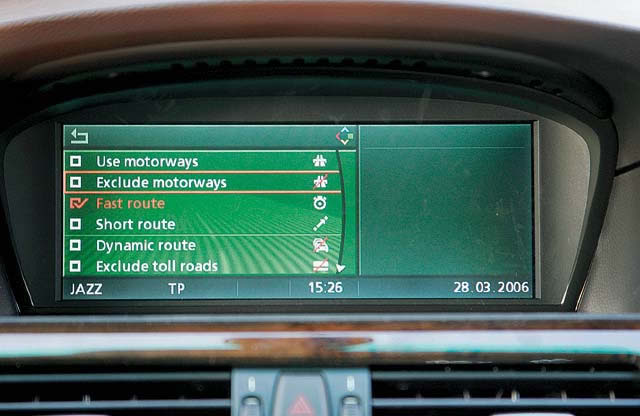 Use motorways
Exclude motorways
Fast route
Short route
Dynamic route
Exclude toll roads
JAZZ TP 15:26 28.03.2006